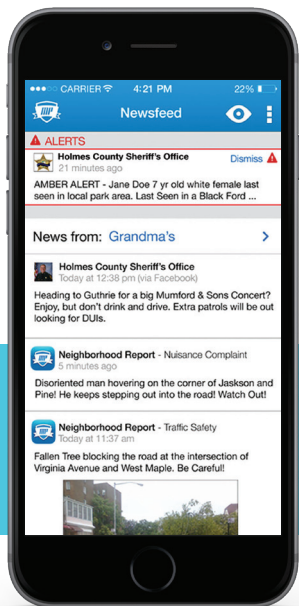 CARRIER 4:21 PM 22%
Newsfeed
ALERTS
Holmes County Sheriff's Office Dismiss
21 minutes ago
AMBER ALERT - Jane Doe 7 yr old white female last
seen in local park area. Last Seen in a Black Ford ...
News from: Grandma's
Holmes County Sheriff's Office
Today at 12:38 pm (via Facebook)
Heading to Guthrie for a big Mumford & Sons Concert?
Enjoy, but don't drink and drive. Extra patrols will be out
looking for DUIs.
Neighborhood Report - Nuisance Complaint
5 minutes ago
Disoriented man hovering on the corner of Jaskson and
Pine! He keeps stepping out into the road! Watch Out!
Neighborhood Report - Traffic Safety
Today at 11:37 am
Fallen Tree blocking the road at the intersection of
Virginia Avenue and West Maple. Be Careful!